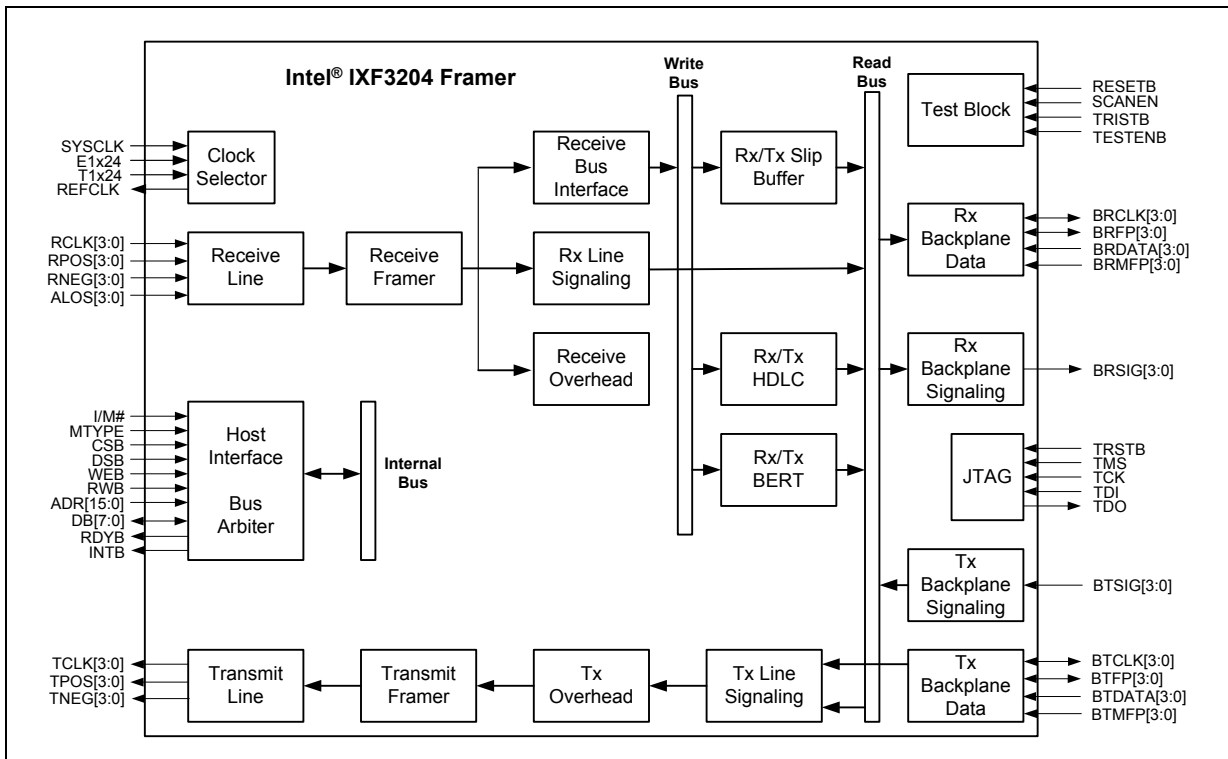 Intel® IXF3204 Framer
Write
Bus
Read
Bus
SYSCLK
E1x24
T1x24
REFCLK
Clock
Selector
Receive
Bus
Interface
Rx/Tx Slip
Buffer
Test Block
RESETB
SCANEN
TRISTB
TESTENB
RCLK[3:0]
RPOS[3:0]
RNEG[3:0]
ALOS[3:0]
Receive
Line
Receive
Framer
Rx Line
Signaling
Rx
Backplane
Data
BRCLK[3:0]
BRFP[3:0]
BRDATA[3:0]
BRMFP[3:0]
Receive
Overhead
Rx/Tx
HDLC
Rx
Backplane
Signaling
BRSIG[3:0]
I/M#
MTYPE
CSB
DSB
WEB
RWB
ADR[15:0]
DB[7:0]
RDYB
INTB
Host
Interface
Bus
Arbiter
Internal
Bus
Rx/Tx
BERT
JTAG
TRSTB
TMS
TCK
TDI
TDO
Tx
Backplane
Signaling
BTSIG[3:0]
TCLK[3:0]
TPOS[3:0]
TNEG[3:0]
Transmit
Line
Transmit
Framer
Tx
Overhead
Tx Line
Signaling
Tx
Backplane
Data
BTCLK[3:0]
BTFP[3:0]
BTDATA[3:0]
BTMFP[3:0]